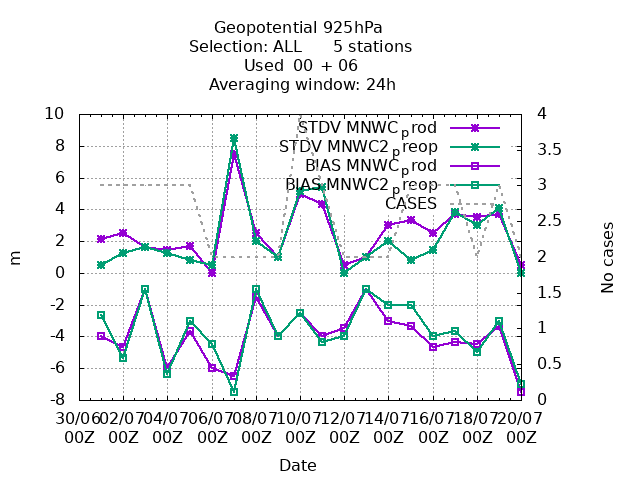 Geopotential 925hPa
Selection: ALL 5 stations
Used 00 + 06
Averaging window: 24h
10
8
6
4
2
0
-2
-4
-6
-8
m
4
3.5
3
2.5
2
1.5
1
0.5
0
No cases
STDV MNWCprod
STDV MNWC2preop
BIAS MNWCprod
BIAS MNWC2preop
CASES
30/06 02/07 04/07 06/07 08/07 10/07 12/07 14/07 16/07 18/07 20/07
00Z 00Z 00Z 00Z 00Z 00Z 00Z 00Z 00Z 00Z 00Z
Date